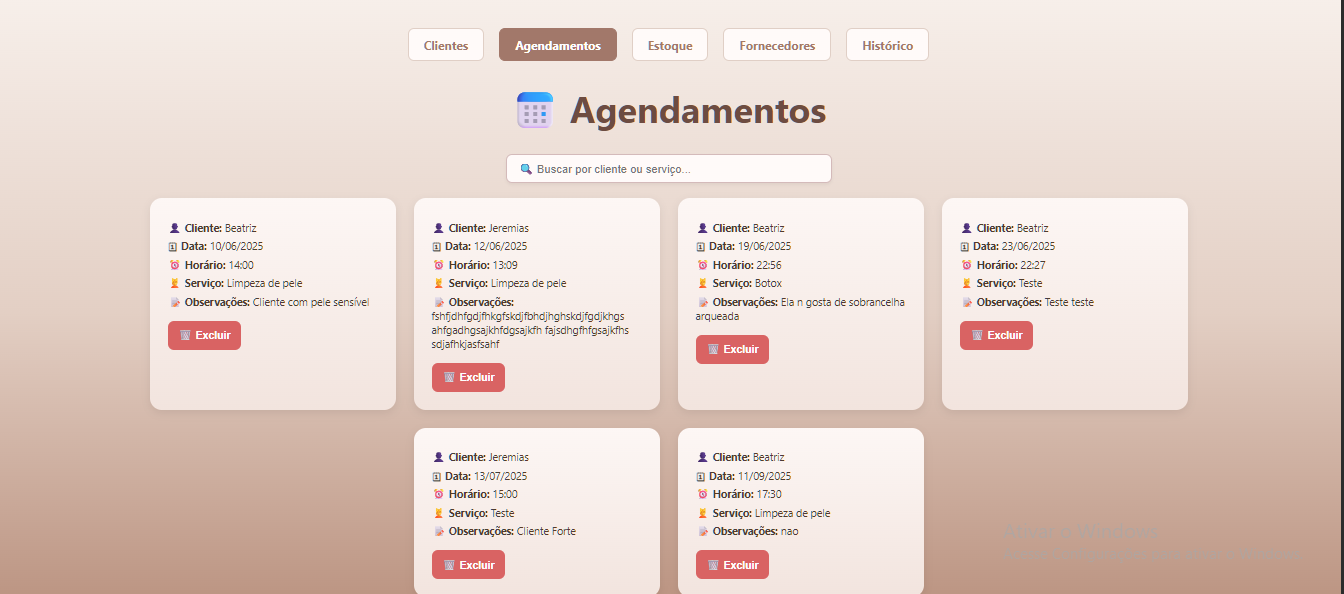 Clientes
Agendamentos
Estoque
Fornecedores
Histórico
Agendamentos
Buscar por cliente ou serviço...
Cliente: Beatriz
Data: 10/06/2025
Horário: 14:00
Serviço: Limpeza de pele
Observações: Cliente com pele sensível
Excluir
Cliente: Jeremias
Data: 12/06/2025
Horário: 13:09
Serviço: Limpeza de pele
Observações:
fshfjdhfgdjfhkgfskdjfbhdjhghskdjfgdjkhgs
ahfgadhgsajkhfdgsajkfh fajsdhgfhfgsajkfhs
sdjafhkjasfsahf
Excluir
Cliente: Beatriz
Data: 19/06/2025
Horário: 22:56
Serviço: Botox
Observações: Ela n gosta de sobrancelha
arqueada
Excluir
Cliente: Beatriz
Data: 23/06/2025
Horário: 22:27
Serviço: Teste
Observações: Teste teste
Excluir
Cliente: Jeremias
Data: 13/07/2025
Horário: 15:00
Serviço: Teste
Observações: Cliente Forte
Excluir
Cliente: Beatriz
Data: 11/09/2025
Horário: 17:30
Serviço: Limpeza de pele
Observações: nao
Excluir
Ativar o Windows